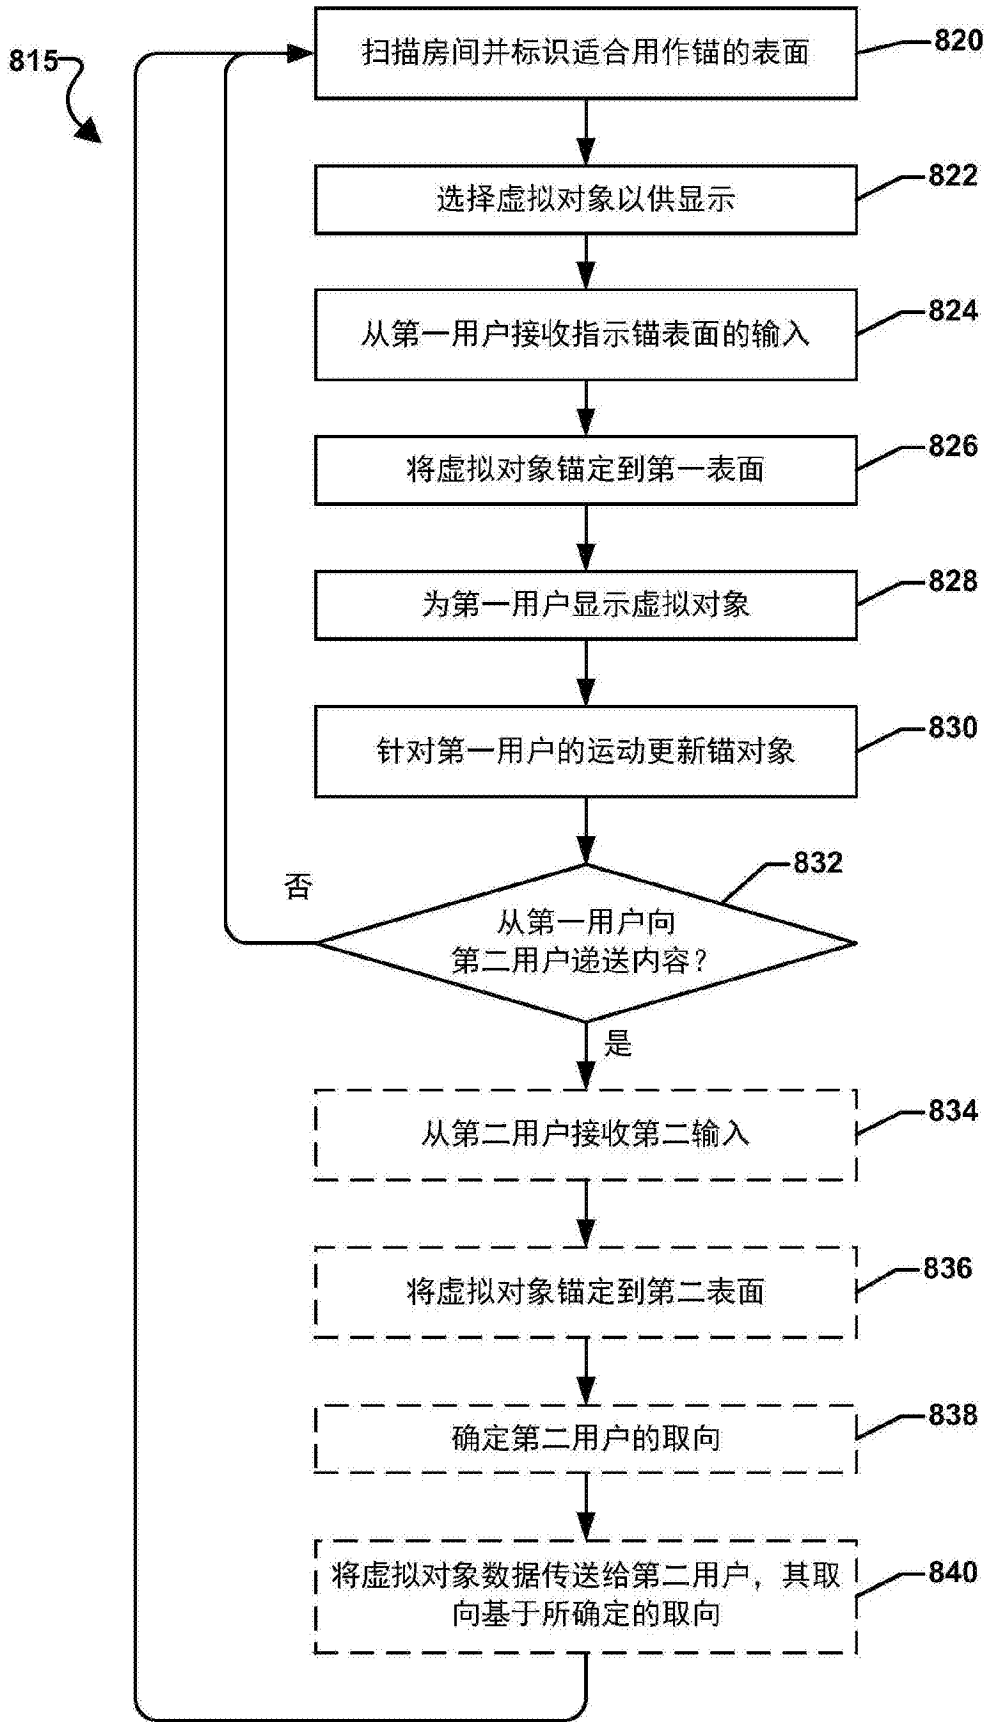 815
扫描房间并标识适合用作锚的表面
820
选择虚拟对象以供显示
822
从第一用户接收指示锚表面的输入
824
将虚拟对象锚定到第一表面
826
为第一用户显示虚拟对象
828
针对第一用户的运动更新锚对象
830
832
否
从第一用户向
第二用户递送内容?
是
从第二用户接收第二输入
834
将虚拟对象锚定到第二表面
836
确定第二用户的取向
838
将虚拟对象数据传送给第二用户，其取
向基于所确定的取向
840